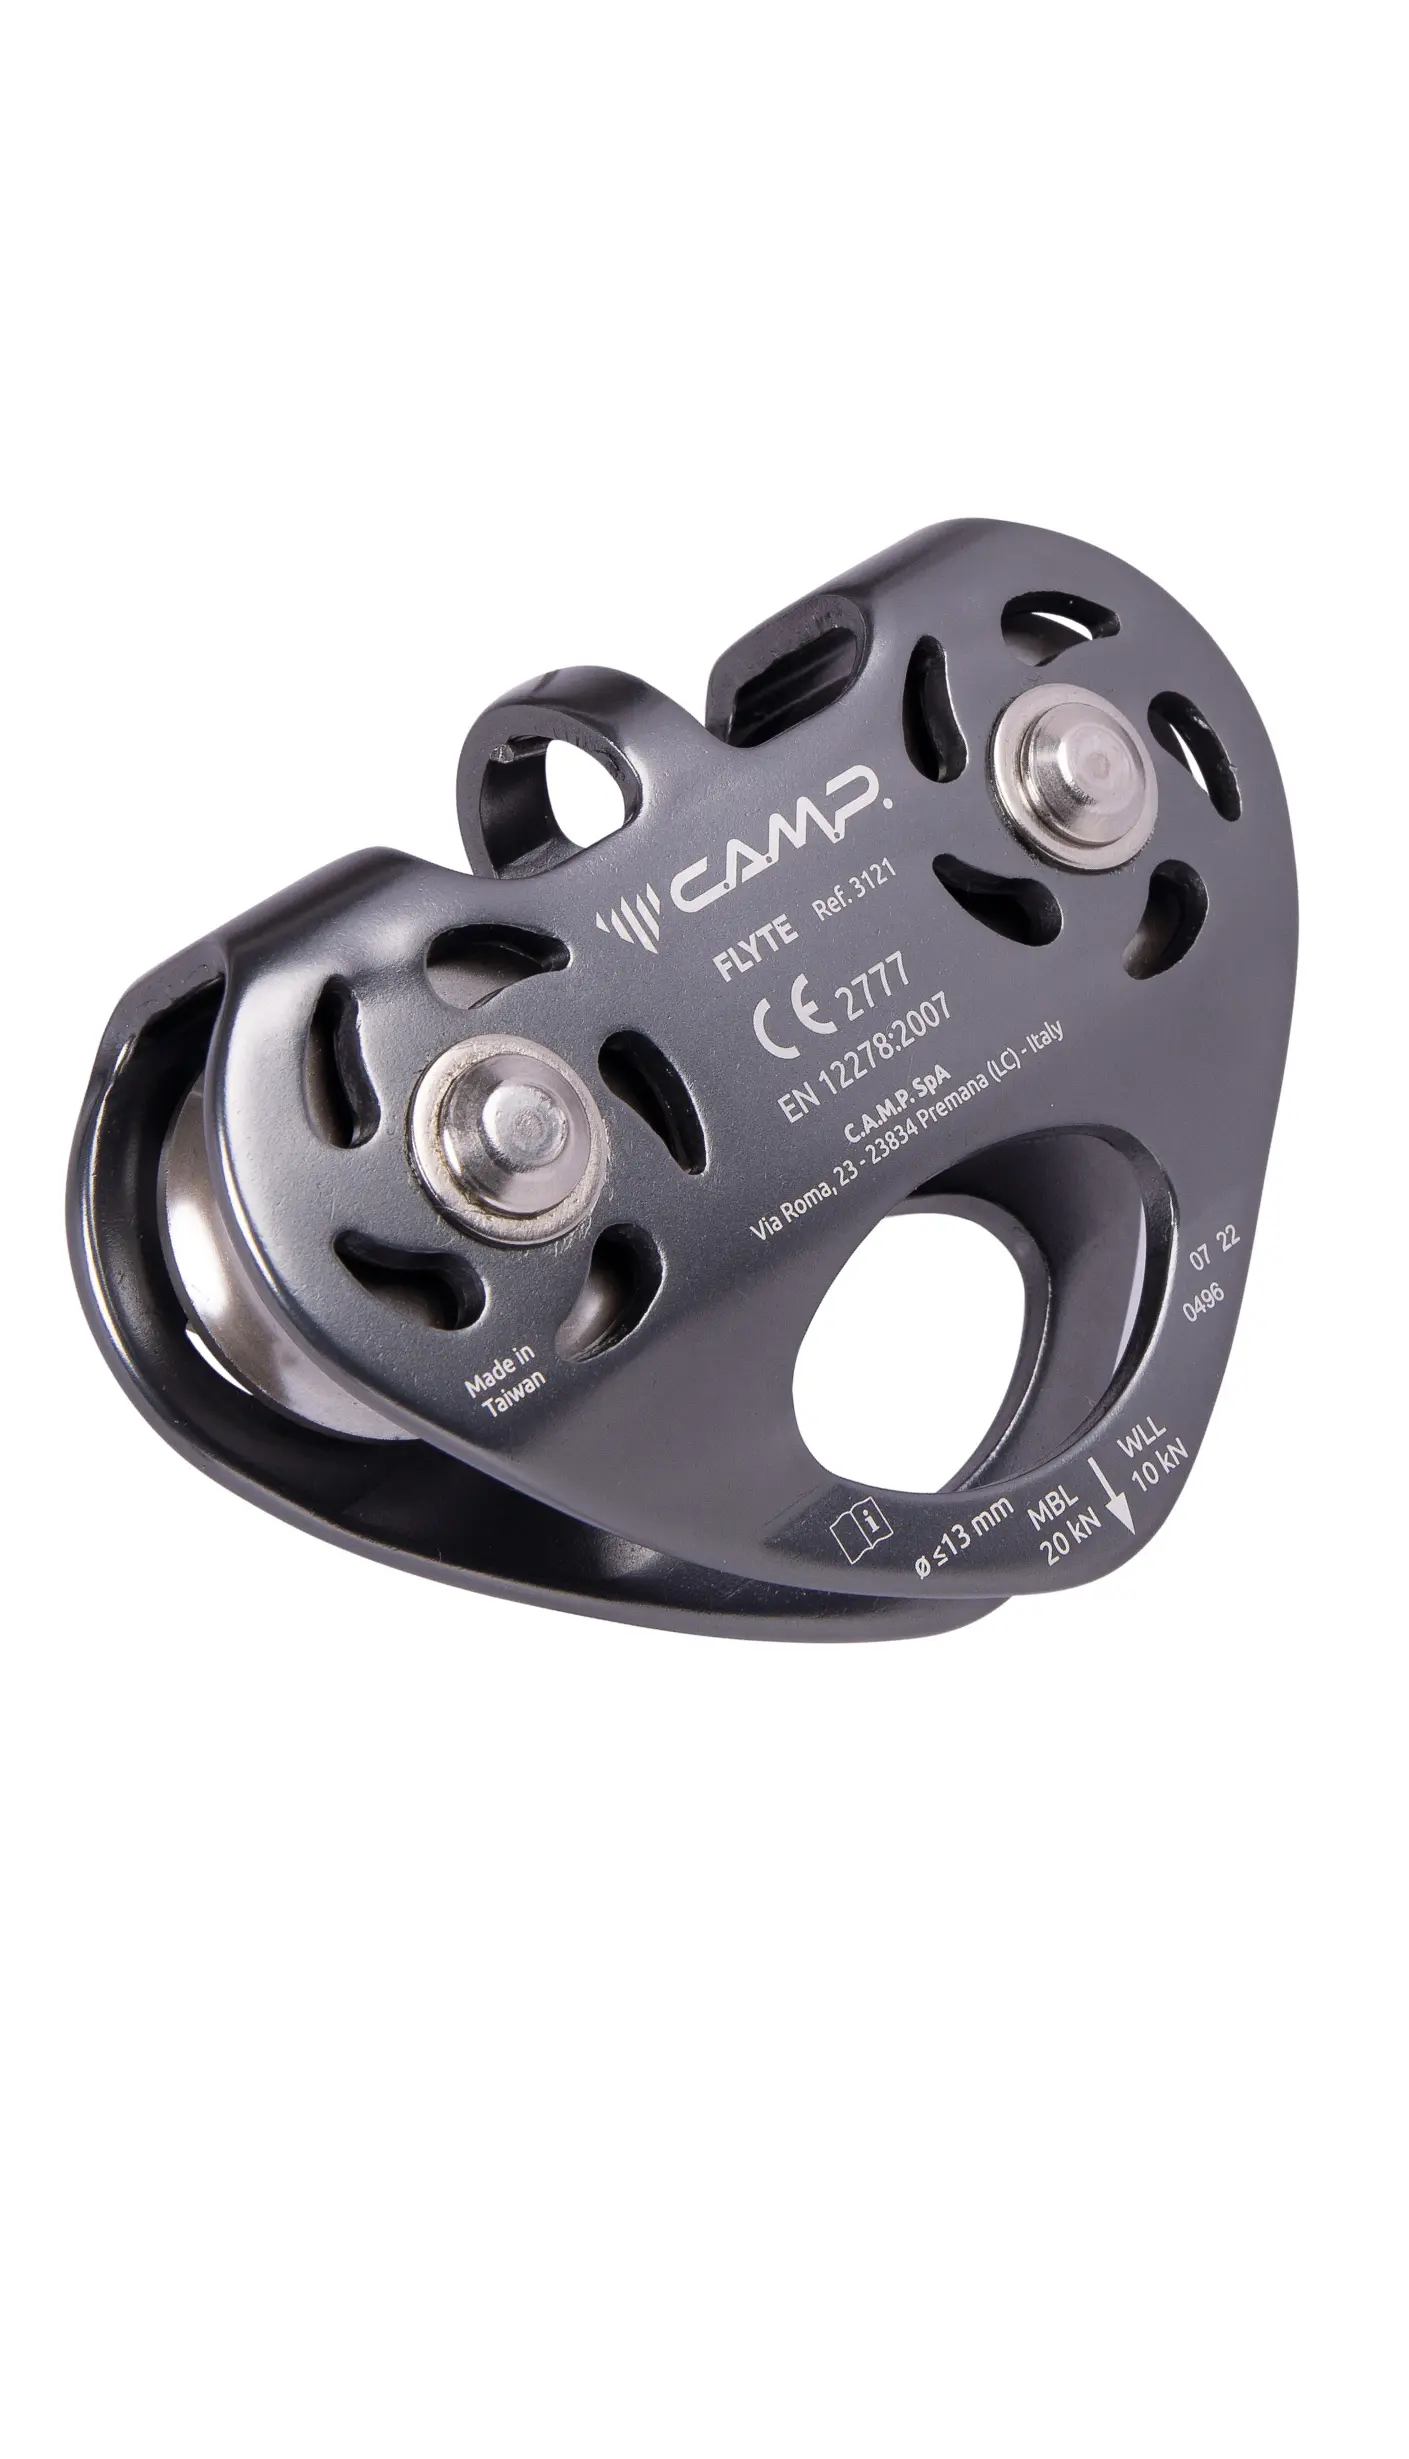 C.A.M.P.
FLYTE Ref. 3121
CE 2777
EN 12278:2007
C.A.M.P. SpA
Via Roma, 23 - 23834 Premana (LC) - Italy
07 22
0496
Made in
Taiwan
i
ø ≤13 mm
MBL
20 kN
WLL
10 kN